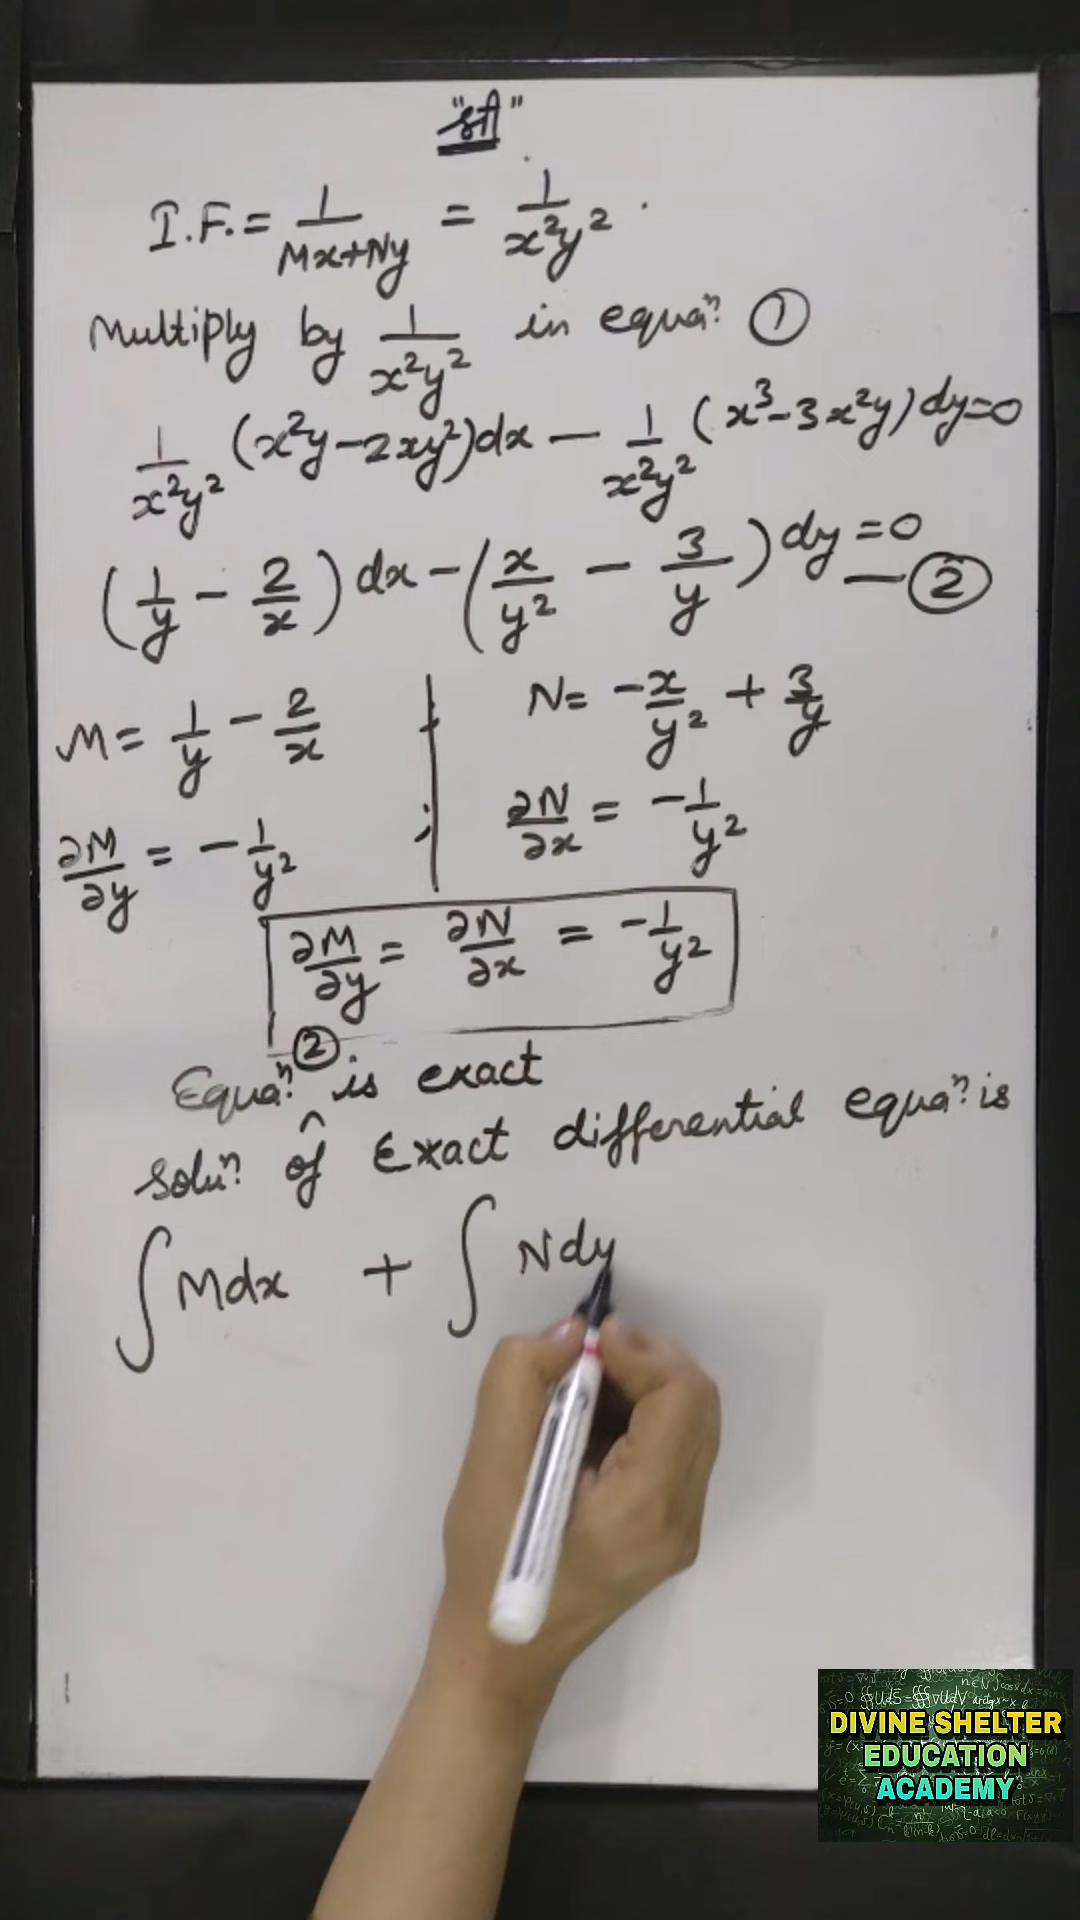 "SA"
I.F. = 1/(Mx+Ny) = 1/(x²y²) .
Multiply by 1/(x²y²) in equaⁿ. ①
1/(x²y²) (x²y - 2xy²)dx - 1/(x²y²) (x³ - 3x²y)dy = 0
(1/y - 2/x) dx - (x/y² - 3/y) dy = 0 — ②
M = 1/y - 2/x
N = -x/y² + 3/y
∂M/∂y = -1/y²
∂N/∂x = -1/y²
∂M/∂y = ∂N/∂x = -1/y²
Equaⁿ. ② is exact
Soluⁿ. of Exact differential equaⁿ. is
∫ Mdx + ∫ Ndy
DIVINE SHELTER
EDUCATION
ACADEMY